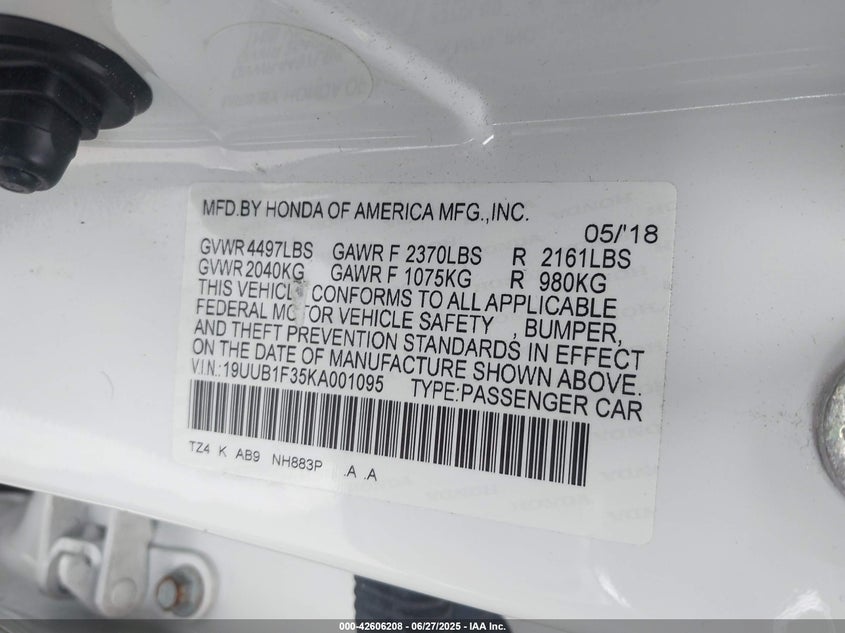 MFD.BY HONDA OF AMERICA MFG.,INC.
05/'18
GVWR 4497LBS GAWR F 2370LBS R 2161LBS
GVWR 2040KG GAWR F 1075KG R 980KG
THIS VEHICL CONFORMS TO ALL APPLICABLE
FEDERAL MOTOR VEHICLE SAFETY , BUMPER,
AND THEFT PREVENTION STANDARDS IN EFFECT
ON THE DATE OF MANUFACTURE SHOWN ABOVE.
VIN:19UUB1F35KA001095 TYPE:PASSENGER CAR
TZ4 K AB9 NH883P .A .A
000-42606208 - 06/27/2025 - IAA Inc.